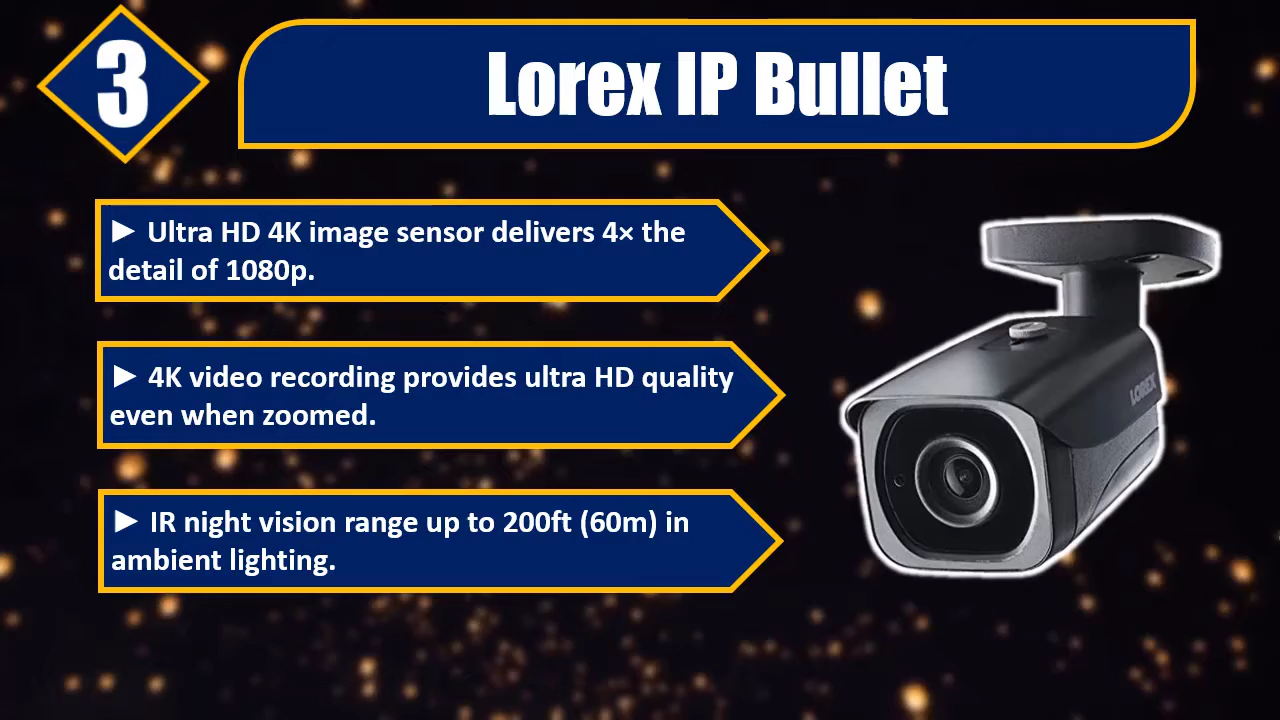 3
Lorex IP Bullet
► Ultra HD 4K image sensor delivers 4× the
detail of 1080p.
► 4K video recording provides ultra HD quality
even when zoomed.
► IR night vision range up to 200ft (60m) in
ambient lighting.
LOREX